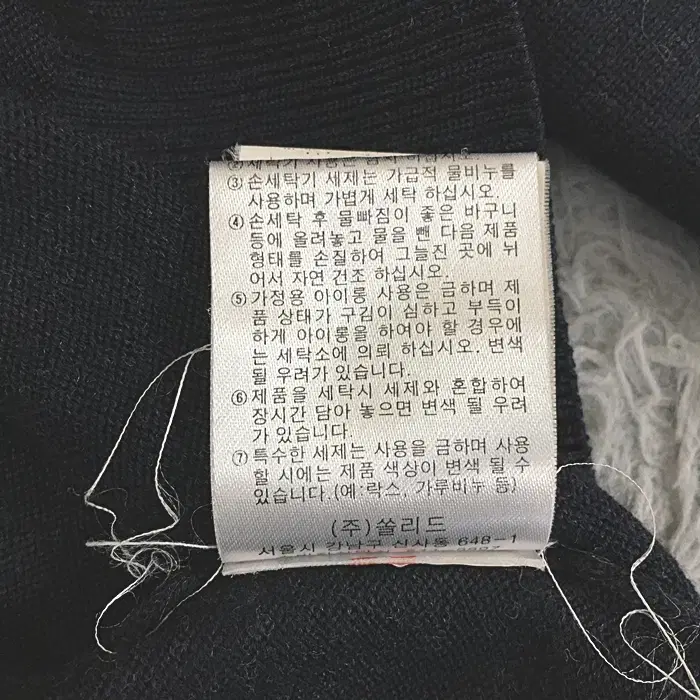 ③ 손세탁기 세제는 가급적 물비누를
사용하며 가볍게 세탁 하십시오.
④ 손세탁 후 물빠짐이 좋은 바구니
등에 올려놓고 물을 뺀 다음 제품
형태를 손질하여 그늘진 곳에 뉘
어서 자연 건조 하십시오.
⑤ 가정용 아이롱 사용은 금하며 제
품 상태가 구김이 심하고 부득이
하게 아이롱을 하여야 할 경우에
는 세탁소에 의뢰 하십시오. 변색
될 우려가 있습니다.
⑥ 제품을 세탁시 세제와 혼합하여
장시간 담아 놓으면 변색 될 우려
가 있습니다.
⑦ 특수한 세제는 사용을 금하며 사용
할 시에는 제품 색상이 변색 될 수
있습니다.(예:락스, 가루비누 등)
(주)쏠리드
서울시 강남구 신사동 648-1